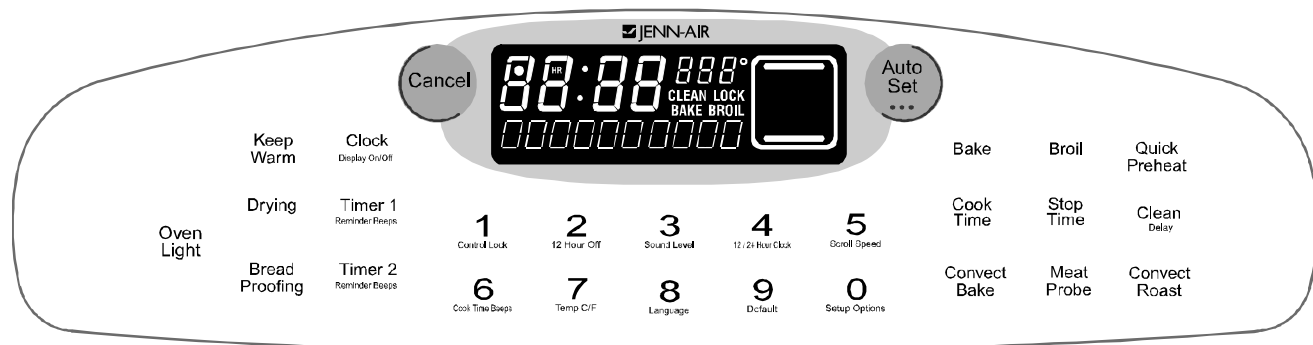 JENN-AIR
Cancel
88:88 888°
HR
CLEAN LOCK
BAKE BROIL
Auto
Set
Keep
Warm
Clock
Display On/Off
Drying
Timer 1
Reminder Beeps
Oven
Light
Bread
Proofing
Timer 2
Reminder Beeps
1
Control Lock
2
12 Hour Off
3
Sound Level
4
12 / 24 Hour Clock
5
Scroll Speed
6
Cook Time Beeps
7
Temp C/F
8
Language
9
Default
0
Setup Options
Bake
Broil
Quick
Preheat
Cook
Time
Stop
Time
Clean
Delay
Convect
Bake
Meat
Probe
Convect
Roast